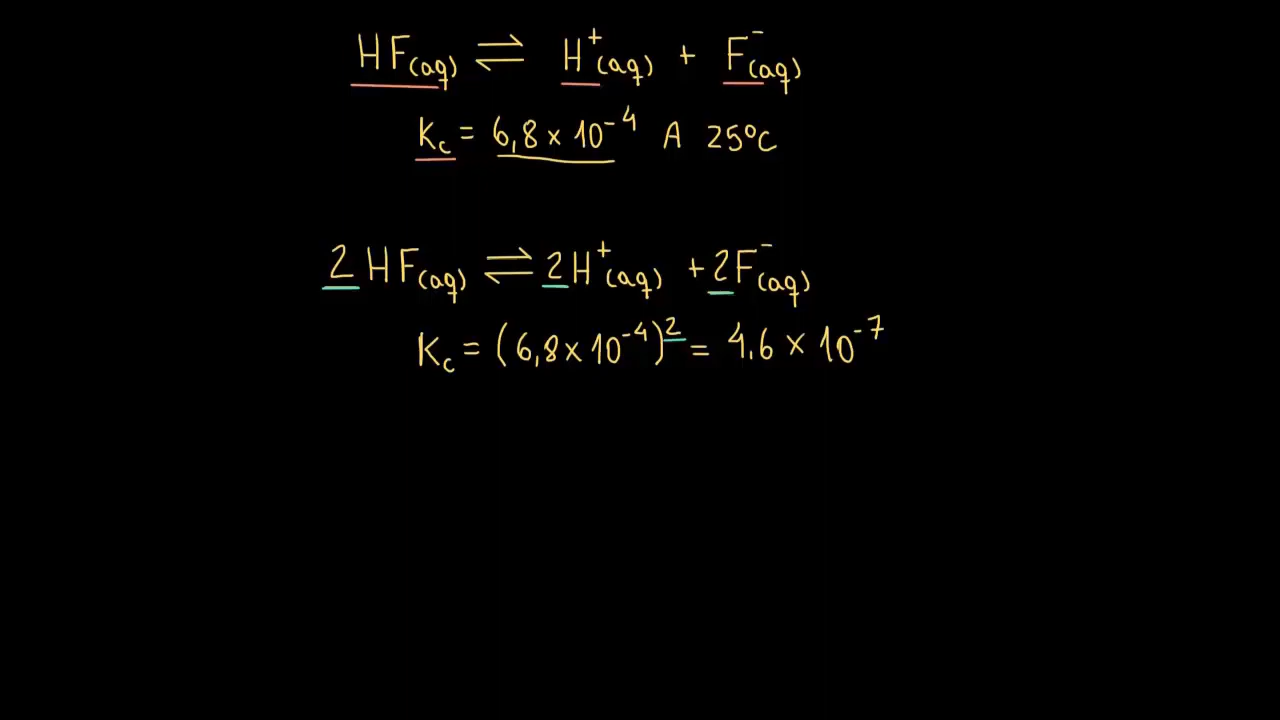 HF(aq) ⇌ H⁺(aq) + F⁻(aq)
Kc = 6,8 × 10⁻⁴ A 25°C
2HF(aq) ⇌ 2H⁺(aq) + 2F⁻(aq)
Kc = (6,8 × 10⁻⁴)² = 4.6 × 10⁻⁷